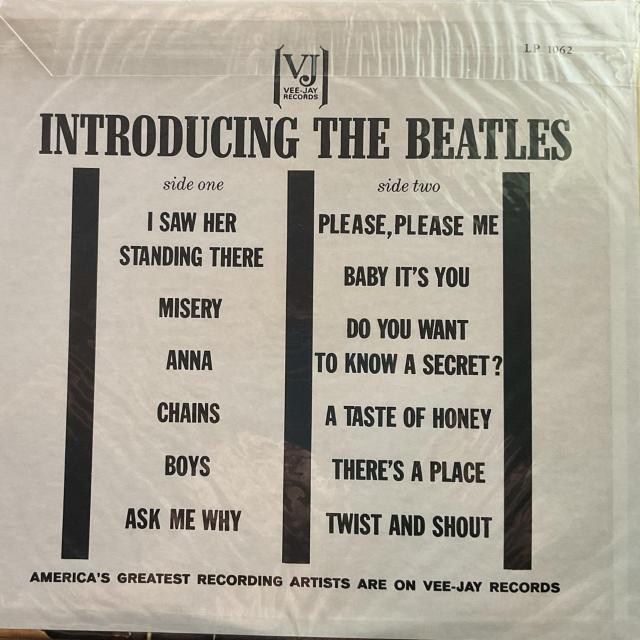 LP 1062
VJ
VEE-JAY
RECORDS
INTRODUCING THE BEATLES
side one
I SAW HER
STANDING THERE
MISERY
ANNA
CHAINS
BOYS
ASK ME WHY
side two
PLEASE, PLEASE ME
BABY IT'S YOU
DO YOU WANT
TO KNOW A SECRET?
A TASTE OF HONEY
THERE'S A PLACE
TWIST AND SHOUT
AMERICA'S GREATEST RECORDING ARTISTS ARE ON VEE-JAY RECORDS